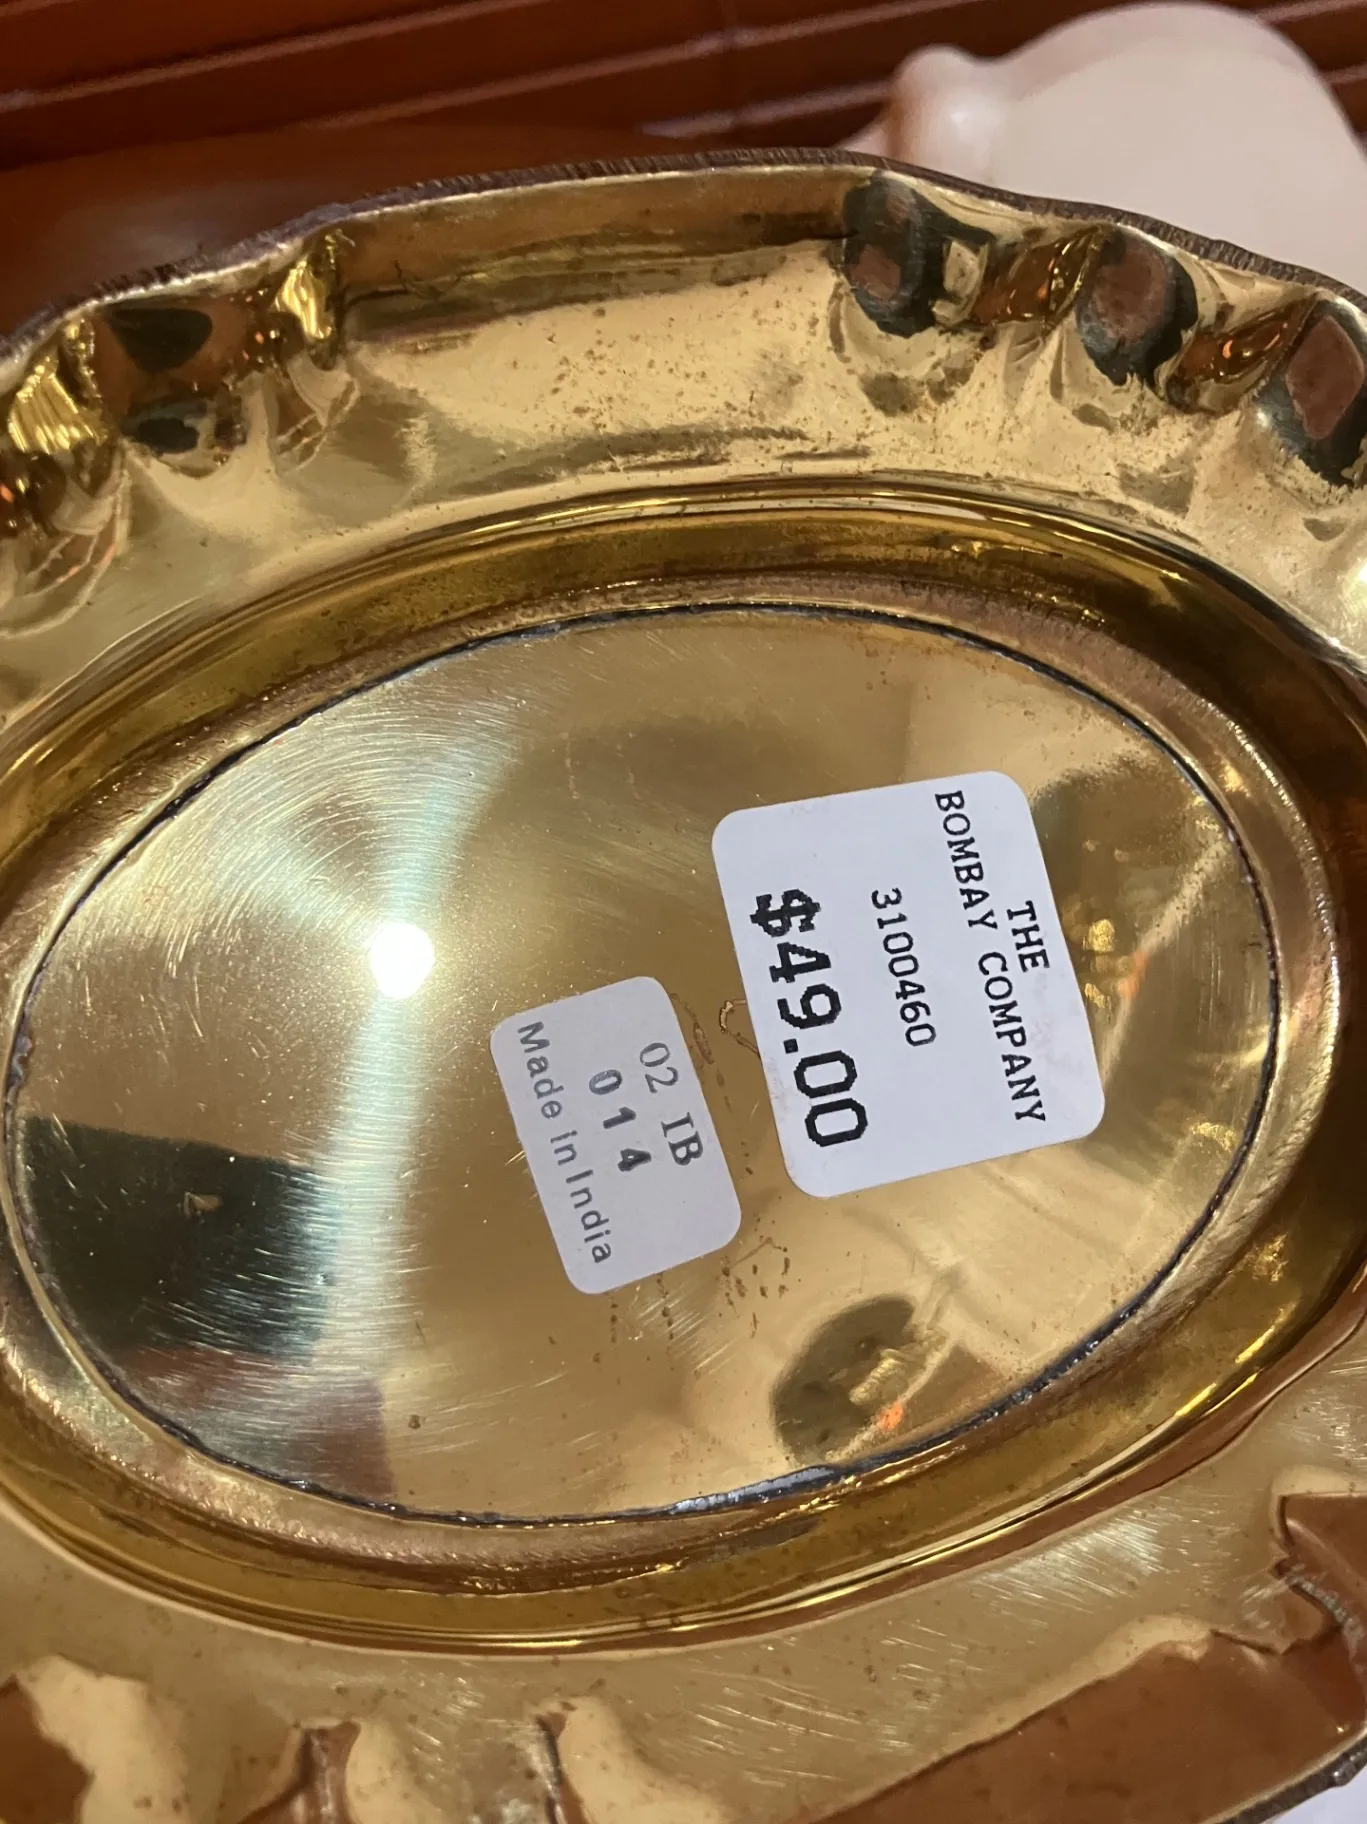 THE
BOMBAY COMPANY
3100460
$49.00
02 IB
014
Made in India